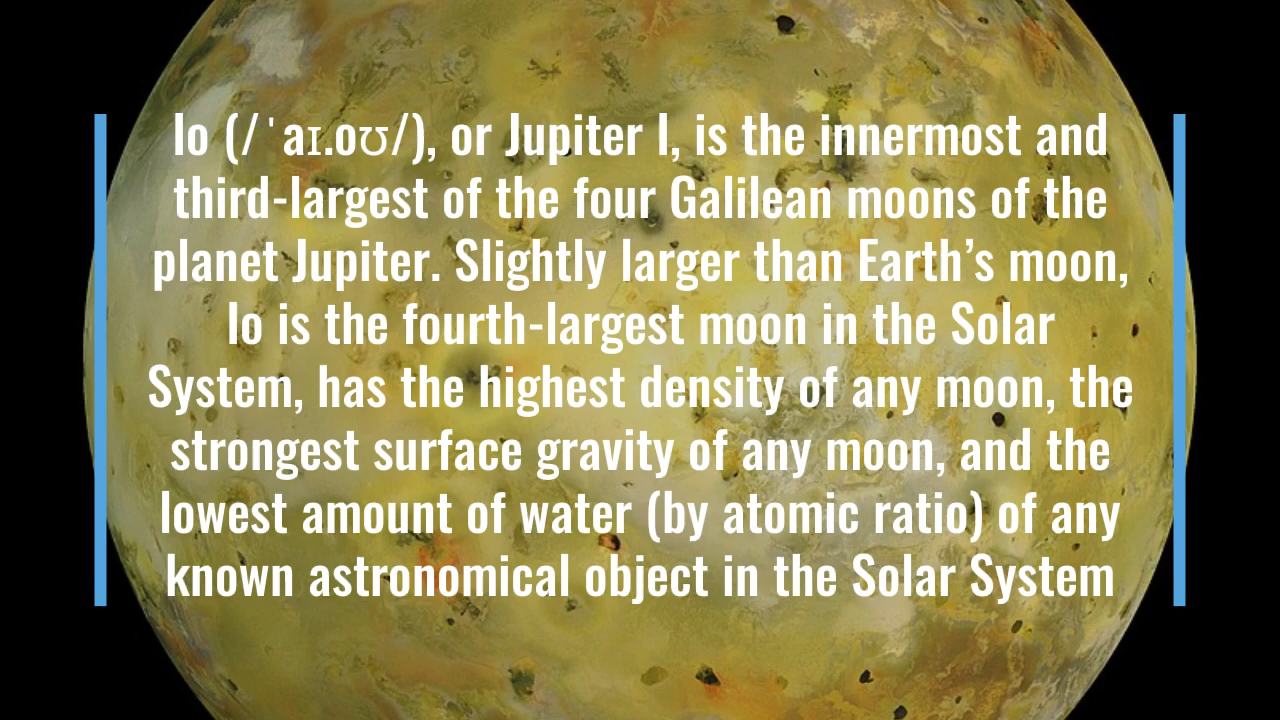 Io (/ˈaɪ.oʊ/), or Jupiter I, is the innermost and
third-largest of the four Galilean moons of the
planet Jupiter. Slightly larger than Earth’s moon,
Io is the fourth-largest moon in the Solar
System, has the highest density of any moon, the
strongest surface gravity of any moon, and the
lowest amount of water (by atomic ratio) of any
known astronomical object in the Solar System